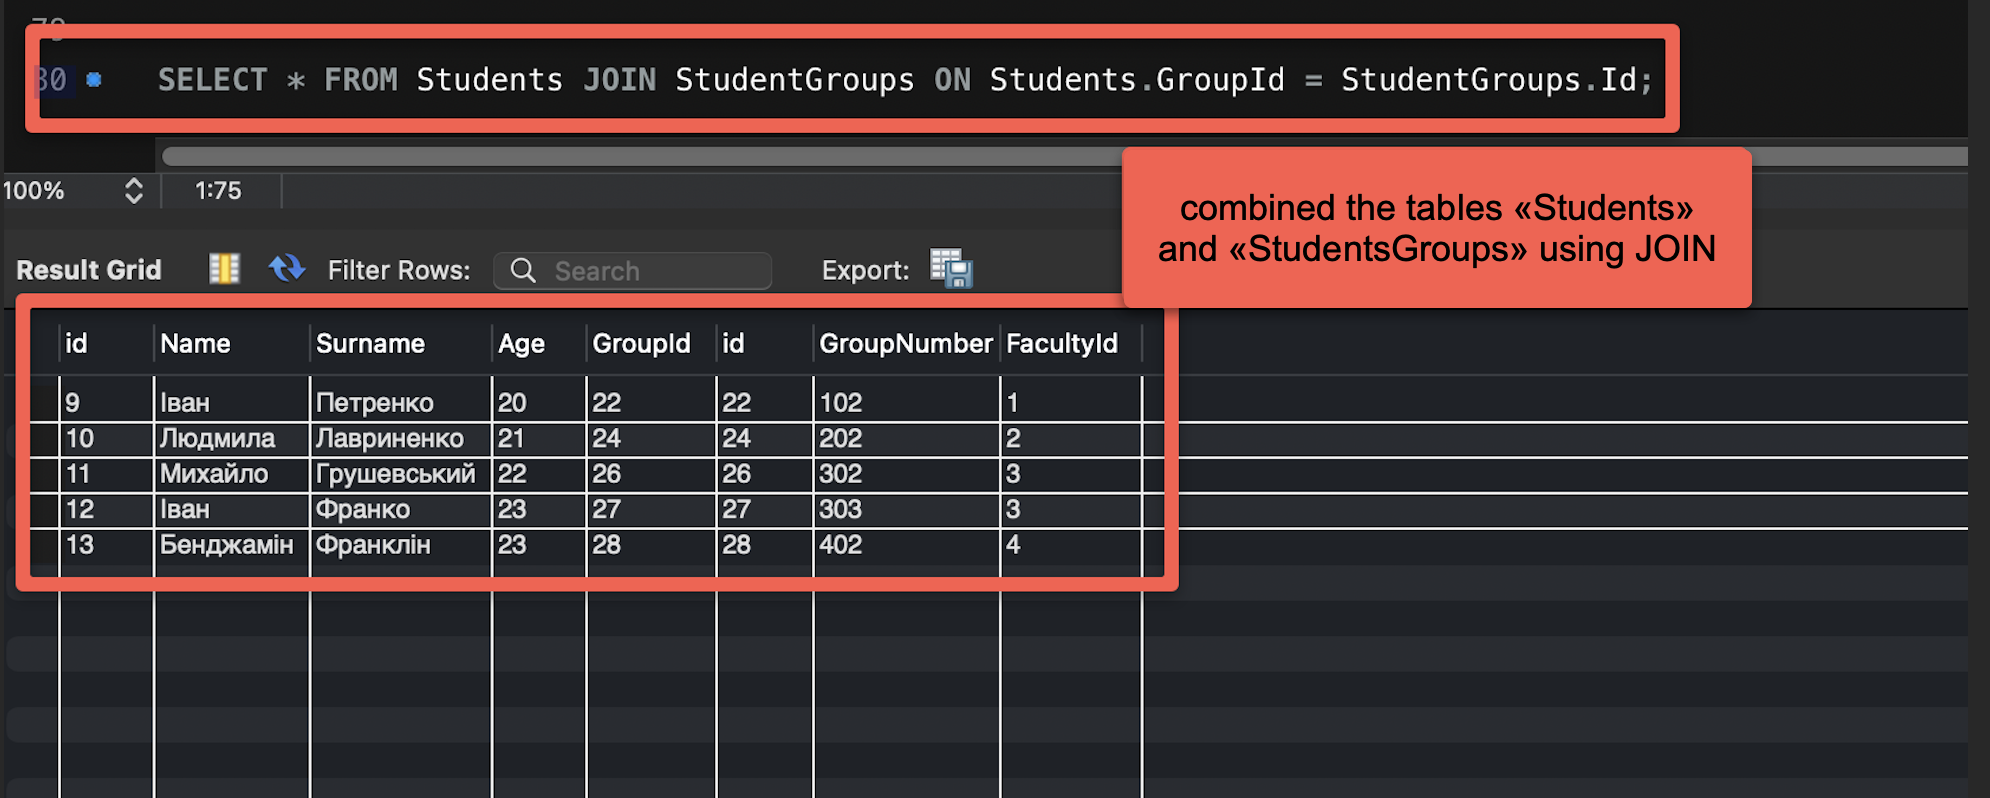 80 SELECT * FROM Students JOIN StudentGroups ON Students.GroupId = StudentGroups.Id;
100% 1:75
combined the tables «Students»
and «StudentsGroups» using JOIN
Result Grid Filter Rows: Search Export:
id Name Surname Age GroupId id GroupNumber FacultyId
9 Іван Петренко 20 22 22 102 1
10 Людмила Лавриненко 21 24 24 202 2
11 Михайло Грушевський 22 26 26 302 3
12 Іван Франко 23 27 27 303 3
13 Бенджамін Франклін 23 28 28 402 4